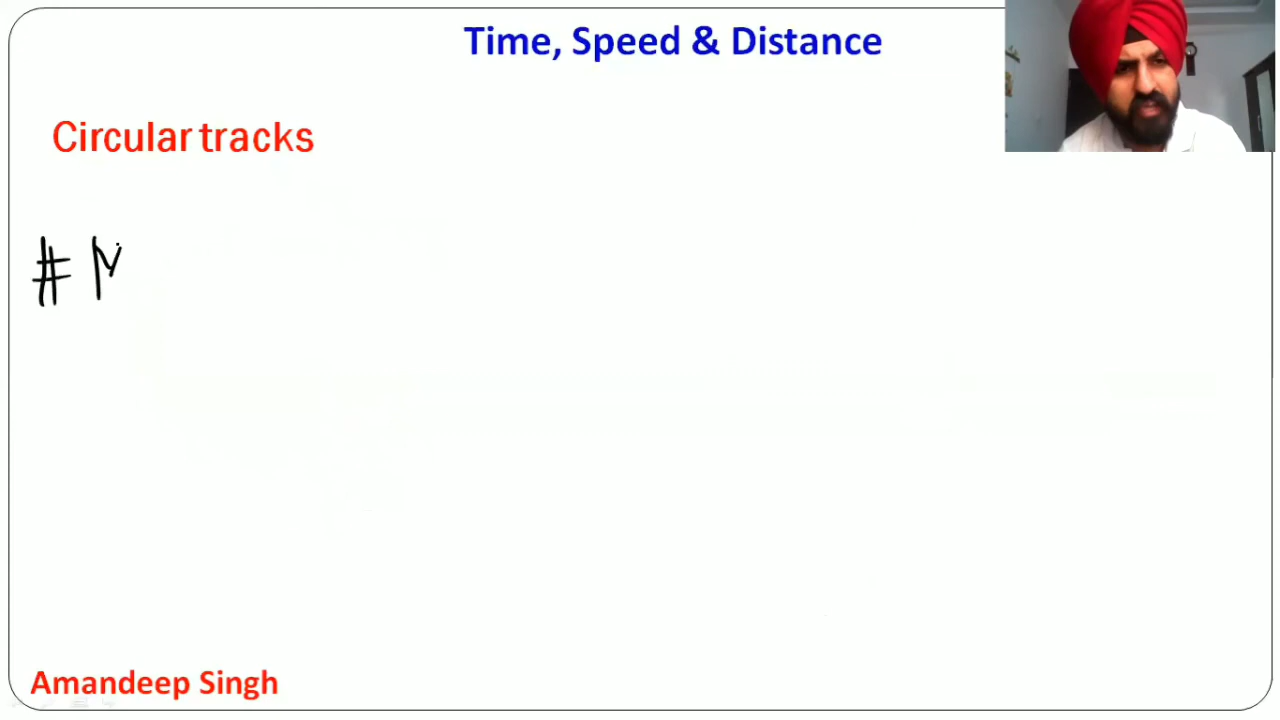 Time, Speed & Distance
Circular tracks
# M
Amandeep Singh